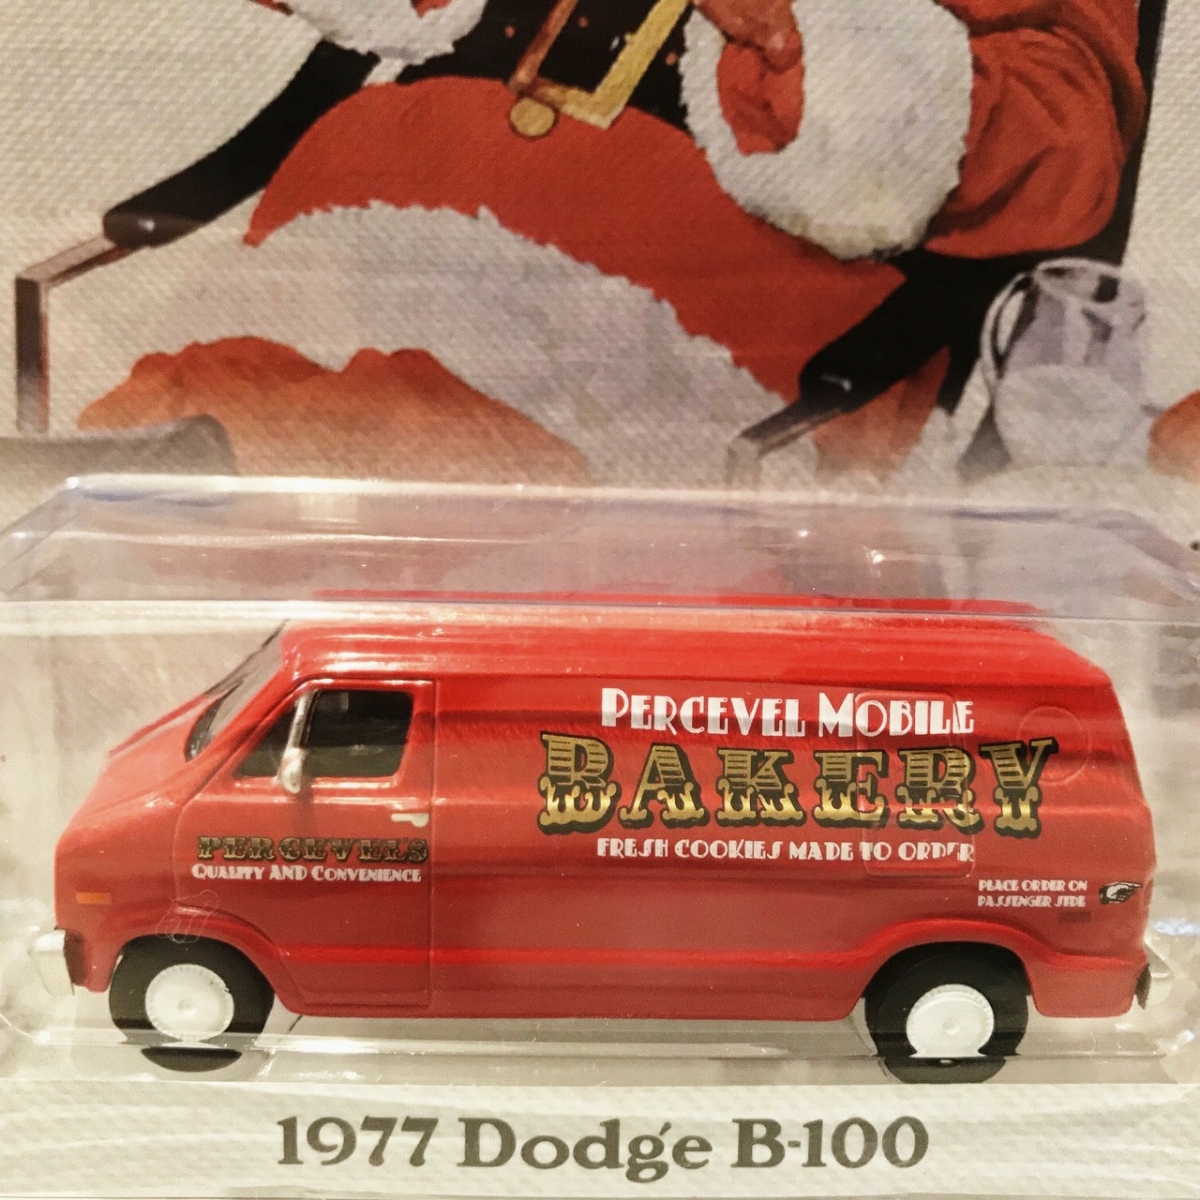 PERCEVEL MOBILE
BAKERY
FRESH COOKIES MADE TO ORDER
PERCEVELS
QUALITY AND CONVENIENCE
PLACE ORDER ON
PASSENGER SIDE
1977 Dodge B-100